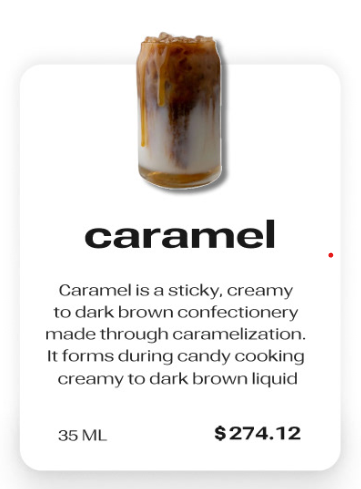 caramel
Caramel is a sticky, creamy
to dark brown confectionery
made through caramelization.
It forms during candy cooking
creamy to dark brown liquid
35 ML
$274.12